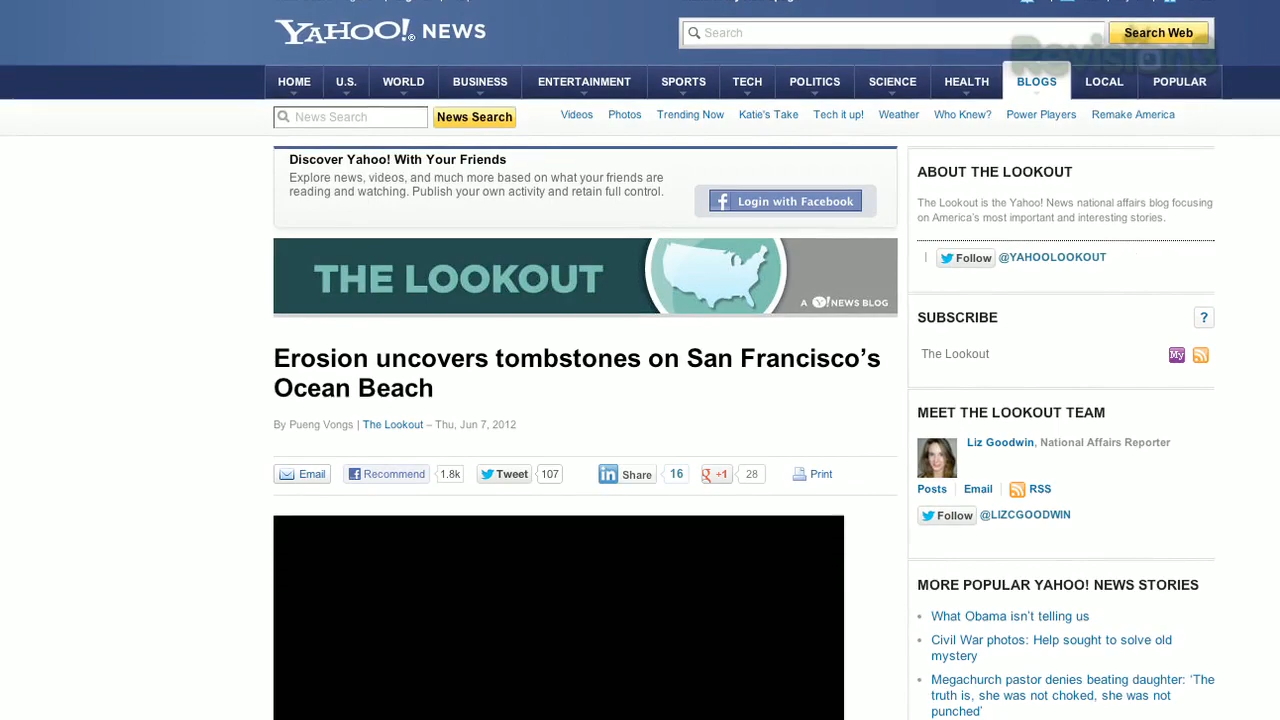 YAHOO! NEWS
Search
Search Web
Revisions
HOME U.S. WORLD BUSINESS ENTERTAINMENT SPORTS TECH POLITICS SCIENCE HEALTH BLOGS LOCAL POPULAR
News Search
News Search
Videos Photos Trending Now Katie's Take Tech it up! Weather Who Knew? Power Players Remake America
Discover Yahoo! With Your Friends
Explore news, videos, and much more based on what your friends are
reading and watching. Publish your own activity and retain full control.
Login with Facebook
THE LOOKOUT
A Y! NEWS BLOG
Erosion uncovers tombstones on San Francisco’s
Ocean Beach
By Pueng Vongs | The Lookout – Thu, Jun 7, 2012
Email Recommend 1.8k Tweet 107 in Share 16 +1 28 Print
ABOUT THE LOOKOUT
The Lookout is the Yahoo! News national affairs blog focusing
on America’s most important and interesting stories.
| Follow @YAHOOLOOKOUT
SUBSCRIBE ?
The Lookout My
MEET THE LOOKOUT TEAM
Liz Goodwin, National Affairs Reporter
Posts Email RSS
Follow @LIZCGOODWIN
MORE POPULAR YAHOO! NEWS STORIES
What Obama isn’t telling us
Civil War photos: Help sought to solve old
mystery
Megachurch pastor denies beating daughter: ‘The
truth is, she was not choked, she was not
punched’